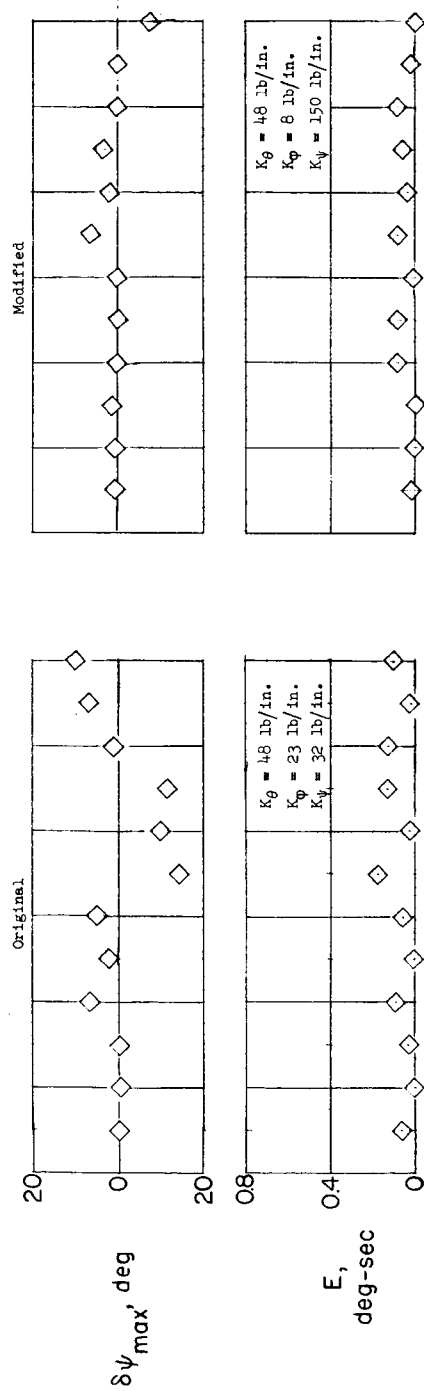 Original
Modified
δψmax, deg
20
0
20
E,
deg-sec
0.8
0.4
0
Kθ = 48 lb/in.
Kφ = 23 lb/in.
Kψ = 32 lb/in.
Kθ = 48 lb/in.
Kφ = 8 lb/in.
Kψ = 150 lb/in.